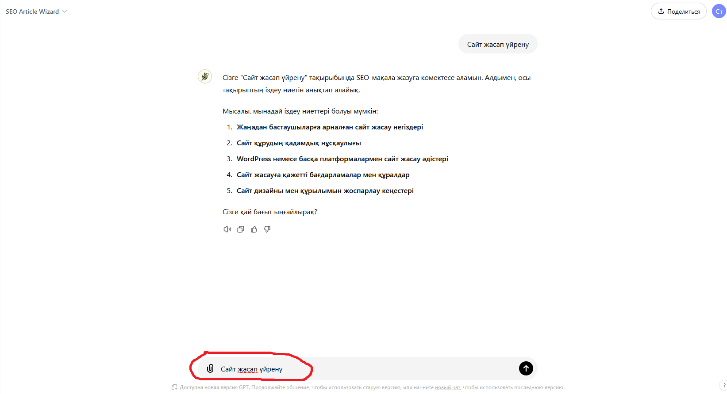 SEO Article Wizard
Поделиться
Ст
Сайт жасап үйрену
Сізге "Сайт жасап үйрену" тақырыбында SEO мақала жазуға көмектесе аламын. Алдымен, осы
тақырыптың іздеу ниетін анықтап алайық.
Мысалы, мынадай іздеу ниеттері болуы мүмкін:
1. Жаңадан бастаушыларға арналған сайт жасау негіздері
2. Сайт құрудың қадамдық нұсқаулығы
3. WordPress немесе басқа платформалармен сайт жасау әдістері
4. Сайт жасауға қажетті бағдарламалар мен құралдар
5. Сайт дизайны мен құрылымын жоспарлау кеңестері
Сізге қай бағыт ыңғайлырақ?
Сайт жасап үйрену
Доступна новая версия GPT. Продолжайте общение, чтобы использовать старую версию, или начните новый чат, чтобы использовать последнюю версию.
?